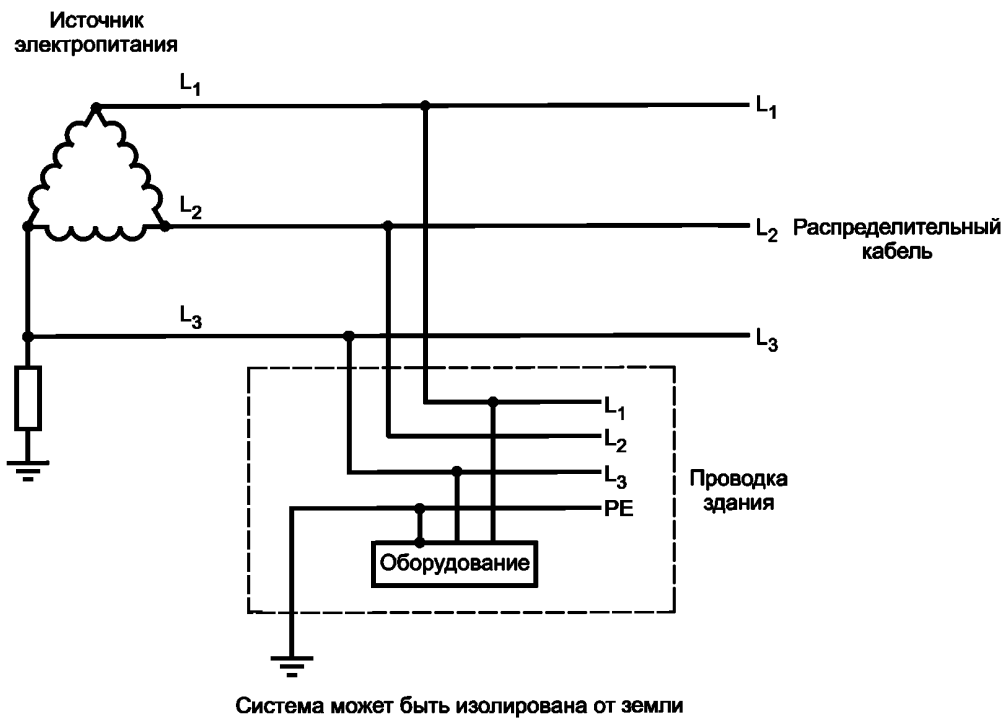 Источник
электропитания
L1
L1
L2
L2
Распределительный
кабель
L3
L3
L1
L2
L3
PE
Проводка
здания
Оборудование
Система может быть изолирована от земли